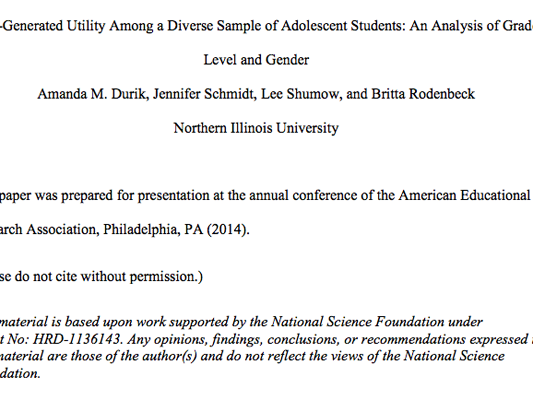 -Generated Utility Among a Diverse Sample of Adolescent Students: An Analysis of Grad
Level and Gender
Amanda M. Durik, Jennifer Schmidt, Lee Shumow, and Britta Rodenbeck
Northern Illinois University
paper was prepared for presentation at the annual conference of the American Educational
arch Association, Philadelphia, PA (2014).
se do not cite without permission.)
material is based upon work supported by the National Science Foundation under
t No: HRD-1136143. Any opinions, findings, conclusions, or recommendations expressed
material are those of the author(s) and do not reflect the views of the National Science
dation.